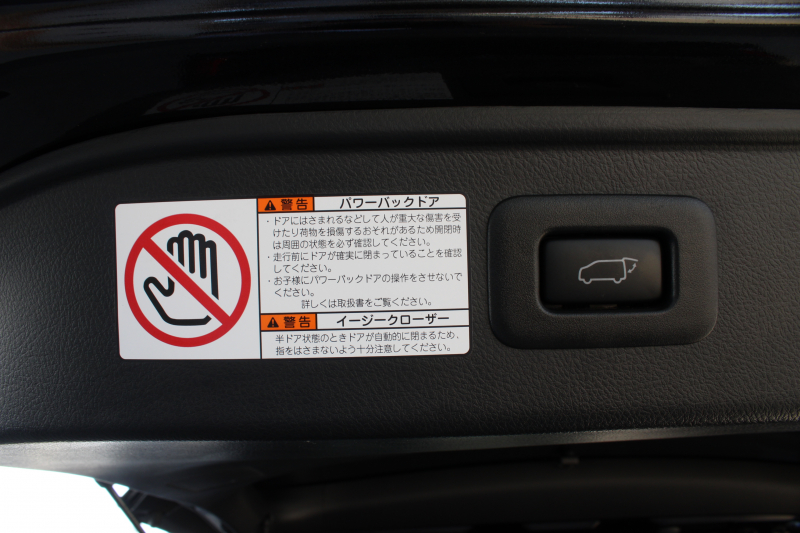 警告 パワーバックドア
・ドアにはさまれるなどして人が重大な傷害を受
けたり荷物を損傷するおそれがあるため開閉時
は周囲の状態を必ず確認してください。
・走行前にドアが確実に閉まっていることを確認
してください。
・お子様にパワーバックドアの操作をさせないで
ください。
詳しくは取扱書をご覧ください。
警告 イージークローザー
半ドア状態のときドアが自動的に閉まるため、
指をはさまないよう十分注意してください。